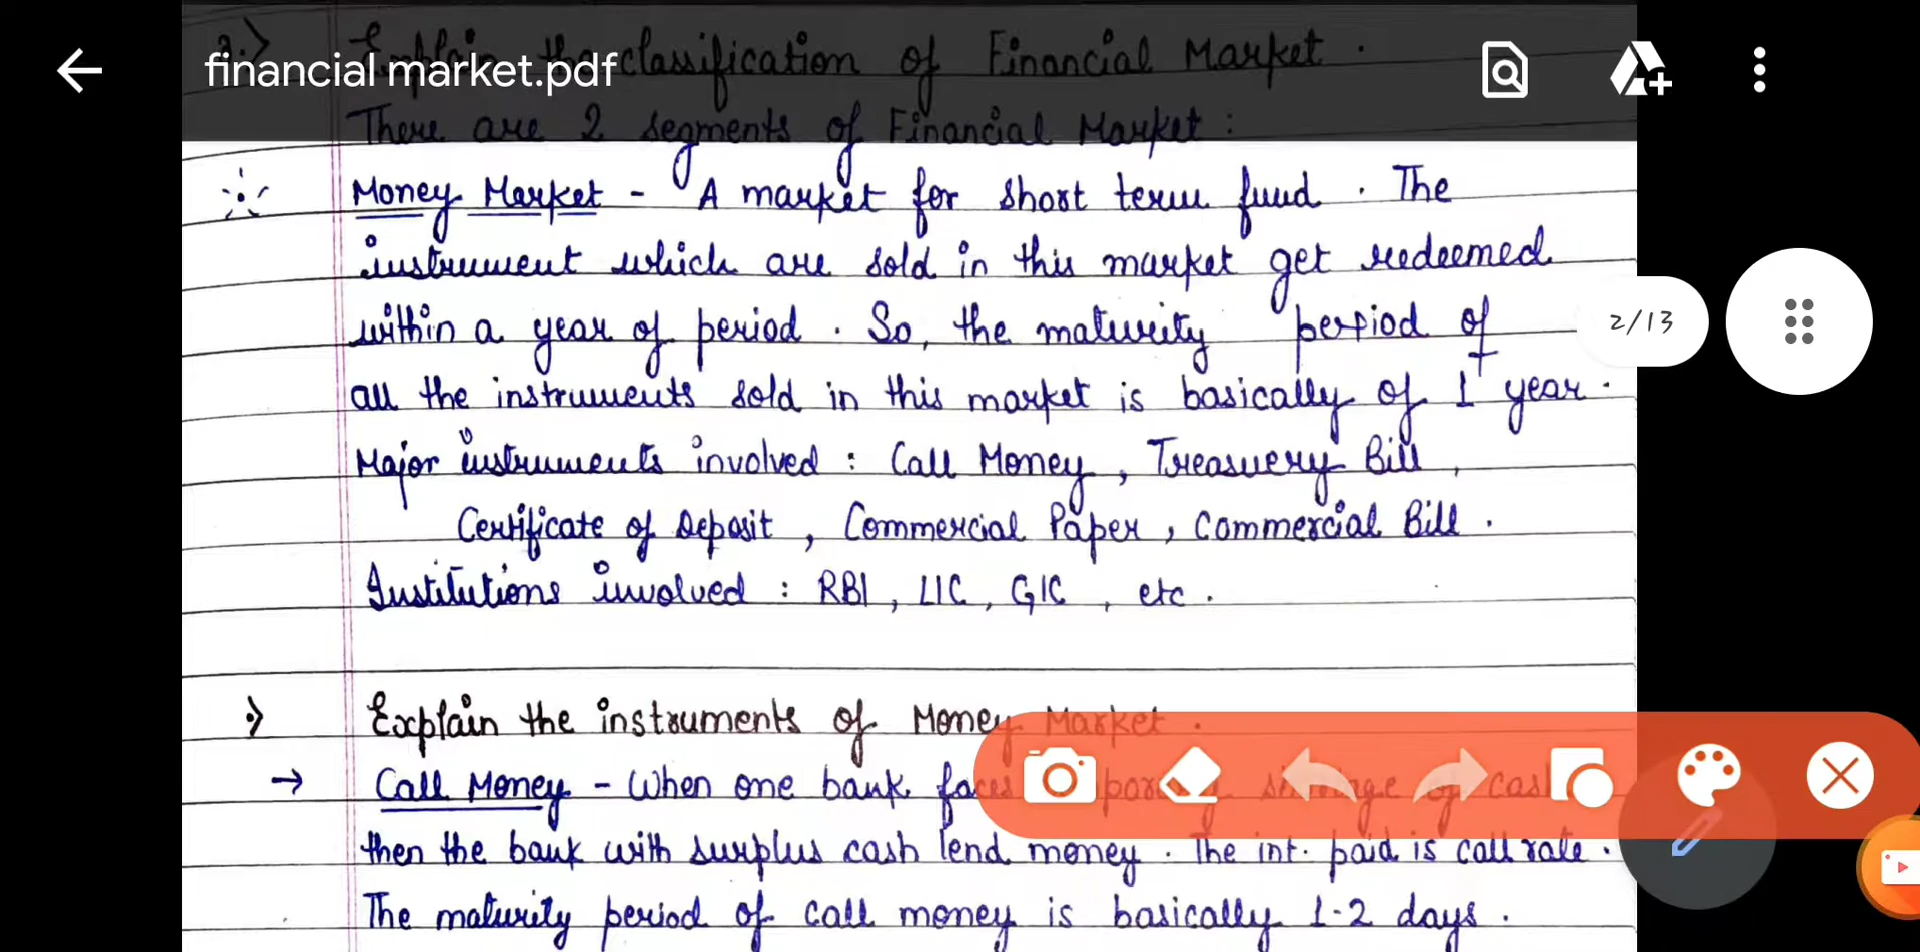 2.> Explain the classification of Financial Market.
financial market.pdf
There are 2 segments of Financial Market :
Money Market - A market for short term fund. The
instrument which are sold in this market get redeemed
within a year of period. So, the maturity period of
2/13
all the instruments sold in this market is basically of 1 year.
Major instruments involved : Call Money, Treasuery Bill,
Certificate of Deposit, Commercial Paper, Commercial Bill.
Institutions involved : RBI, LIC, GIC, etc.
Explain the instruments of Money Market.
→ Call Money - When one bank faces cash
then the bank with surplus cash lend money. The int. paid is call rate.
The maturity period of call money is basically 1-2 days.